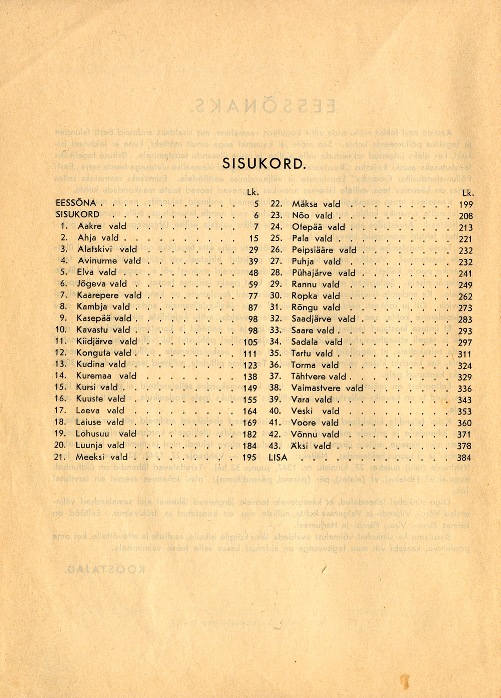 SISUKORD.
Lk.
EESSÕNA . . . . . . . . . . . 5
SISUKORD . . . . . . . . . . . 6
1. Aakre vald . . . . . . . . . 7
2. Ahja vald . . . . . . . . . 15
3. Alatskivi vald . . . . . . . . 29
4. Avinurme vald . . . . . . . . 39
5. Elva vald . . . . . . . . . 48
6. Jõgeva vald . . . . . . . . 59
7. Kaarepere vald . . . . . . . 77
8. Kambja vald . . . . . . . . 87
9. Kasepää vald . . . . . . . . 98
10. Kavastu vald . . . . . . . . 98
11. Kiidjärve vald . . . . . . . 105
12. Konguta vald . . . . . . . . 111
13. Kudina vald . . . . . . . . 123
14. Kuremaa vald . . . . . . . 138
15. Kursi vald . . . . . . . . . 149
16. Kuuste vald . . . . . . . . 155
17. Laeva vald . . . . . . . . 164
18. Laiuse vald . . . . . . . . 169
19. Lohusuu vald . . . . . . . 182
20. Luunja vald . . . . . . . . 184
21. Meeksi vald . . . . . . . . 195
Lk.
22. Mäksa vald . . . . . . . . 199
23. Nõo vald . . . . . . . . . 208
24. Otepää vald . . . . . . . . 213
25. Pala vald . . . . . . . . . 221
26. Peipsiääre vald . . . . . . . 232
27. Puhja vald . . . . . . . . 232
28. Pühajärve vald . . . . . . . 241
29. Rannu vald . . . . . . . . 249
30. Ropka vald . . . . . . . . 262
31. Rõngu vald . . . . . . . . 273
32. Saadjärve vald . . . . . . . 283
33. Saare vald . . . . . . . . . 293
34. Sadala vald . . . . . . . . 297
35. Tartu vald . . . . . . . . . 311
36. Torma vald . . . . . . . . 324
37. Tähtvere vald . . . . . . . . 329
38. Vaimastvere vald . . . . . . 336
39. Vara vald . . . . . . . . . 343
40. Veski vald . . . . . . . . 353
41. Voore vald . . . . . . . . 360
42. Võnnu vald . . . . . . . . 371
43. Äksi vald . . . . . . . . . 378
LISA . . . . . . . . . . . . 384